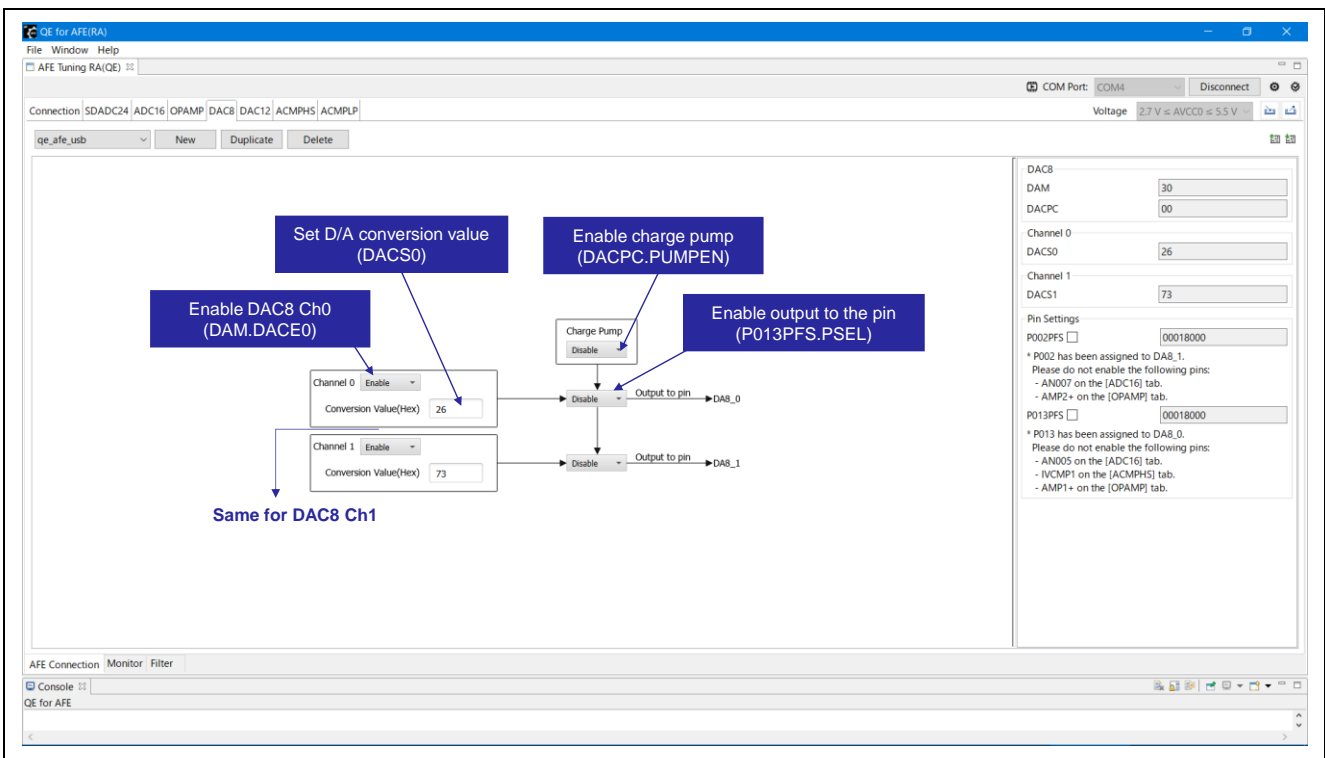 QE for AFE(RA)
File Window Help
AFE Tuning RA(QE)
COM Port: COM4 Disconnect
Connection SDADC24 ADC16 OPAMP DAC8 DAC12 ACMPHS ACMPLP
Voltage 2.7 V ≤ AVCC0 ≤ 5.5 V
qe_afe_usb New Duplicate Delete
Set D/A conversion value
(DACS0)
Enable charge pump
(DACPC.PUMPEN)
Enable DAC8 Ch0
(DAM.DACE0)
Enable output to the pin
(P013PFS.PSEL)
Charge Pump
Disable
Channel 0 Enable
Conversion Value(Hex) 26
Disable Output to pin DA8_0
Channel 1 Enable
Conversion Value(Hex) 73
Disable Output to pin DA8_1
Same for DAC8 Ch1
DAC8
DAM 30
DACPC 00
Channel 0
DACS0 26
Channel 1
DACS1 73
Pin Settings
P002PFS 00018000
* P002 has been assigned to DA8_1.
Please do not enable the following pins:
- AN007 on the [ADC16] tab.
- AMP2+ on the [OPAMP] tab.
P013PFS 00018000
* P013 has been assigned to DA8_0.
Please do not enable the following pins:
- AN005 on the [ADC16] tab.
- IVCMP1 on the [ACMPHS] tab.
- AMP1+ on the [OPAMP] tab.
AFE Connection Monitor Filter
Console
QE for AFE